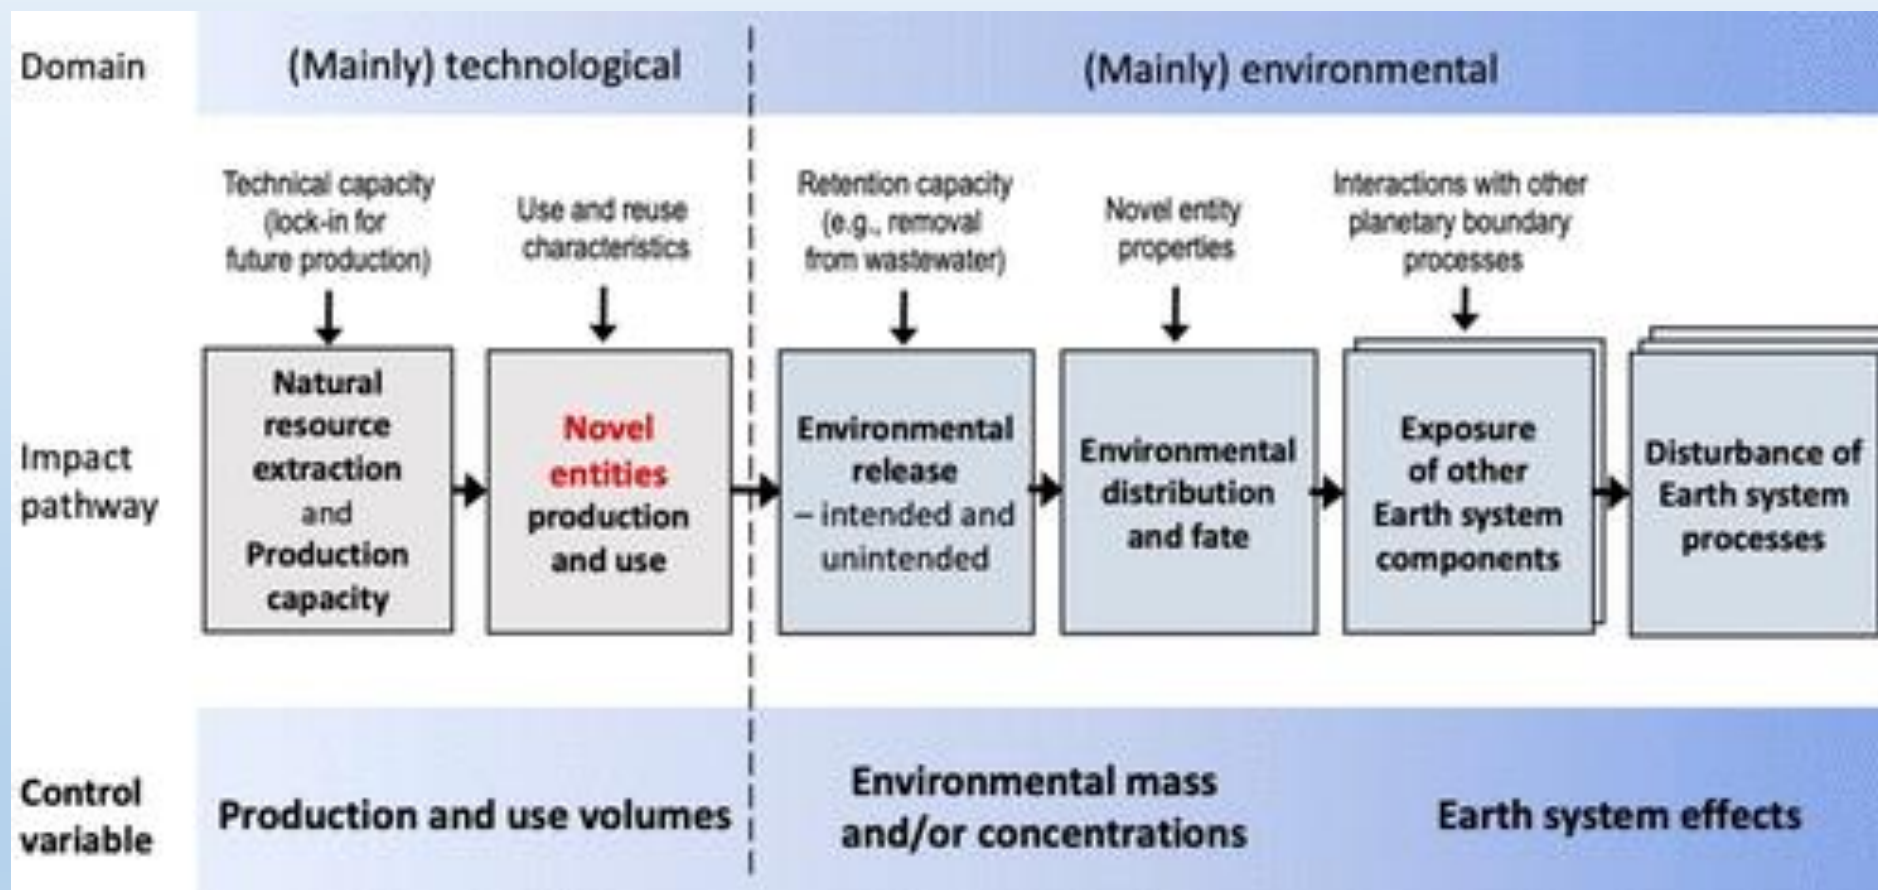 Domain
(Mainly) technological
(Mainly) environmental
Technical capacity
(lock-in for
future production)
Use and reuse
characteristics
Retention capacity
(e.g., removal
from wastewater)
Novel entity
properties
Interactions with other
planetary boundary
processes
Impact
pathway
Natural
resource
extraction
and
Production
capacity
Novel
entities
production
and use
Environmental
release
– intended and
unintended
Environmental
distribution
and fate
Exposure
of other
Earth system
components
Disturbance of
Earth system
processes
Control
variable
Production and use volumes
Environmental mass
and/or concentrations
Earth system effects